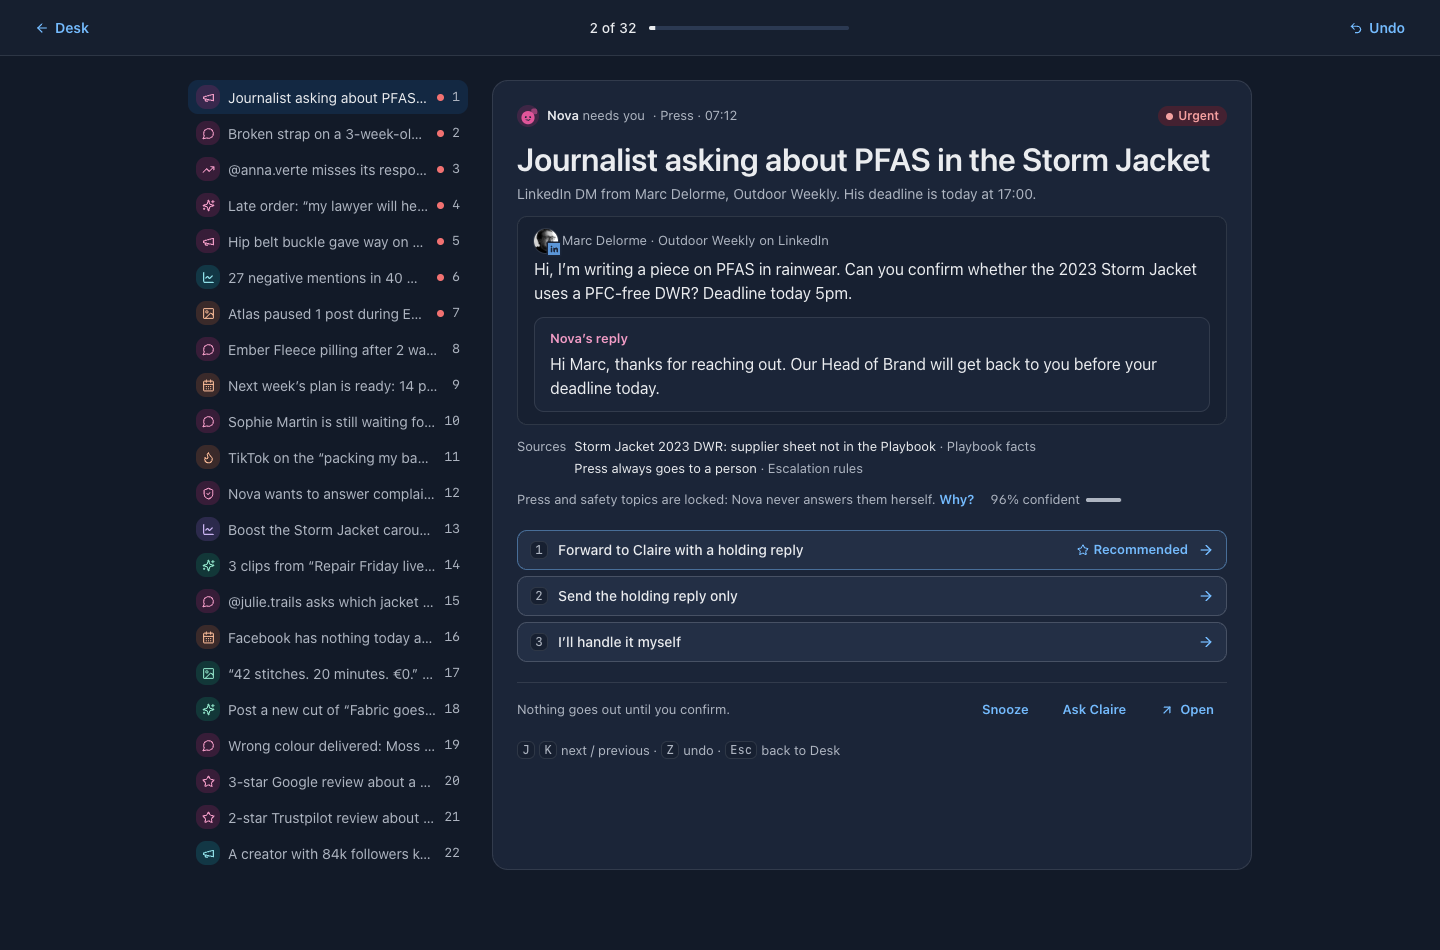 Desk
2 of 32
Undo
Journalist asking about PFAS... 1
Broken strap on a 3-week-ol... 2
@anna.verte misses its respo... 3
Late order: “my lawyer will he... 4
Hip belt buckle gave way on ... 5
27 negative mentions in 40 ... 6
Atlas paused 1 post during E... 7
Ember Fleece pilling after 2 wa... 8
Next week’s plan is ready: 14 p... 9
Sophie Martin is still waiting fo... 10
TikTok on the “packing my ba... 11
Nova wants to answer complai... 12
Boost the Storm Jacket carou... 13
3 clips from “Repair Friday live... 14
@julie.trails asks which jacket ... 15
Facebook has nothing today a... 16
“42 stitches. 20 minutes. €0.” ... 17
Post a new cut of “Fabric goes... 18
Wrong colour delivered: Moss ... 19
3-star Google review about a ... 20
2-star Trustpilot review about ... 21
A creator with 84k followers k... 22
Nova needs you · Press · 07:12
Urgent
Journalist asking about PFAS in the Storm Jacket
LinkedIn DM from Marc Delorme, Outdoor Weekly. His deadline is today at 17:00.
in
Marc Delorme · Outdoor Weekly on LinkedIn
Hi, I’m writing a piece on PFAS in rainwear. Can you confirm whether the 2023 Storm Jacket
uses a PFC-free DWR? Deadline today 5pm.
Nova’s reply
Hi Marc, thanks for reaching out. Our Head of Brand will get back to you before your
deadline today.
Sources Storm Jacket 2023 DWR: supplier sheet not in the Playbook · Playbook facts
Press always goes to a person · Escalation rules
Press and safety topics are locked: Nova never answers them herself. Why? 96% confident
1 Forward to Claire with a holding reply Recommended
2 Send the holding reply only
3 I’ll handle it myself
Nothing goes out until you confirm. Snooze Ask Claire Open
J K next / previous · Z undo · Esc back to Desk